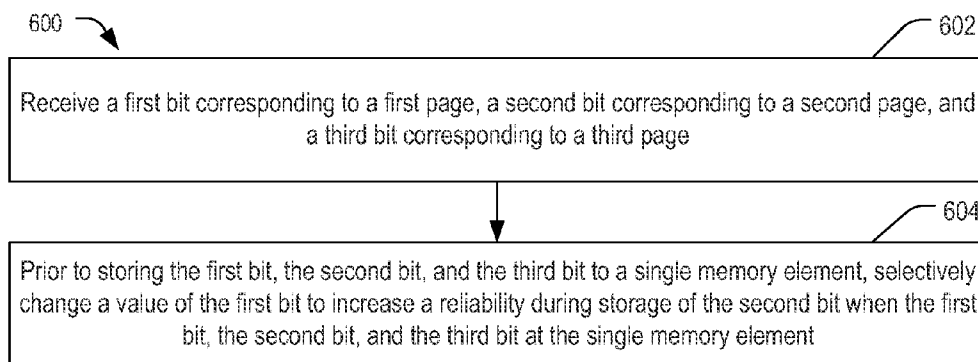 600
602
Receive a first bit corresponding to a first page, a second bit corresponding to a second page, and
a third bit corresponding to a third page
604
Prior to storing the first bit, the second bit, and the third bit to a single memory element, selectively
change a value of the first bit to increase a reliability during storage of the second bit when the first
bit, the second bit, and the third bit at the single memory element